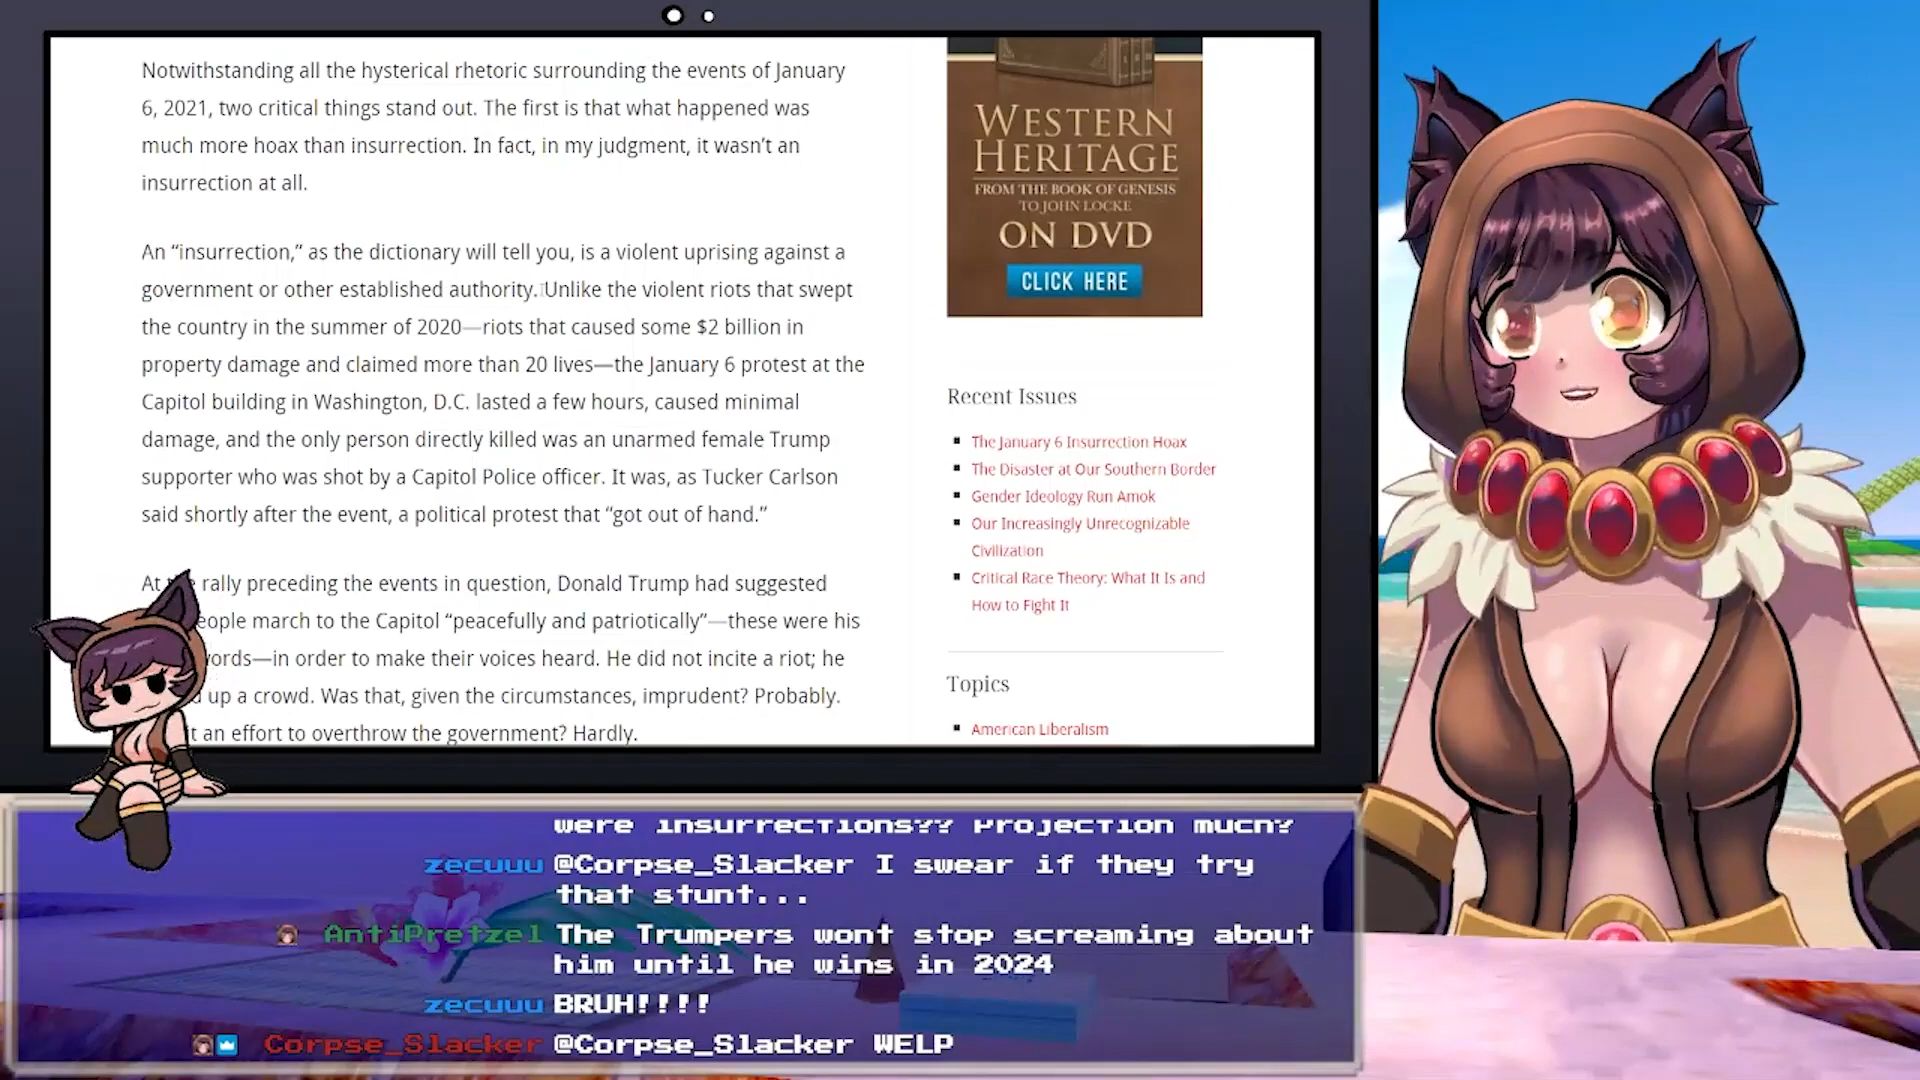 Notwithstanding all the hysterical rhetoric surrounding the events of January
6, 2021, two critical things stand out. The first is that what happened was
much more hoax than insurrection. In fact, in my judgment, it wasn't an
insurrection at all.
An “insurrection,” as the dictionary will tell you, is a violent uprising against a
government or other established authority. Unlike the violent riots that swept
the country in the summer of 2020—riots that caused some $2 billion in
property damage and claimed more than 20 lives—the January 6 protest at the
Capitol building in Washington, D.C. lasted a few hours, caused minimal
damage, and the only person directly killed was an unarmed female Trump
supporter who was shot by a Capitol Police officer. It was, as Tucker Carlson
said shortly after the event, a political protest that “got out of hand.”
At rally preceding the events in question, Donald Trump had suggested
march to the Capitol “peacefully and patriotically”—these were his
in order to make their voices heard. He did not incite a riot; he
up a crowd. Was that, given the circumstances, imprudent? Probably.
an effort to overthrow the government? Hardly.
WESTERN
HERITAGE
FROM THE BOOK OF GENESIS
TO JOHN LOCKE
ON DVD
CLICK HERE
Recent Issues
The January 6 Insurrection Hoax
The Disaster at Our Southern Border
Gender Ideology Run Amok
Our Increasingly Unrecognizable
Civilization
Critical Race Theory: What It Is and
How to Fight It
Topics
American Liberalism
were insurrections?? Projection much?
zecuuu @Corpse_Slacker I swear if they try
that stunt...
AntiPretzel The Trumpers wont stop screaming about
him until he wins in 2024
zecuuu BRUH!!!!
Corpse_Slacker @Corpse_Slacker WELP